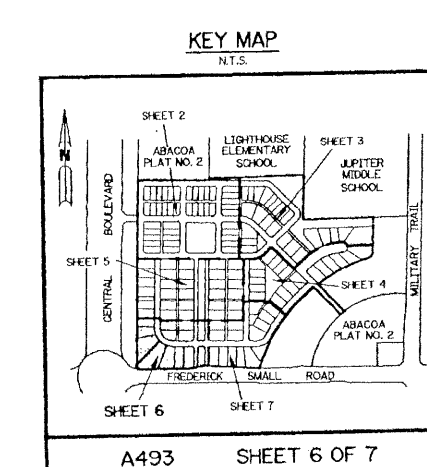 KEY MAP
N.T.S.
SHEET 2
N
ABACOA
PLAT NO. 2
LIGHTHOUSE
ELEMENTARY
SCHOOL
SHEET 3
JUPITER
MIDDLE
SCHOOL
CENTRAL BOULEVARD
MILITARY TRAIL
SHEET 5
SHEET 4
ABACOA
PLAT NO. 2
FREDERICK SMALL ROAD
SHEET 6
SHEET 7
A493 SHEET 6 OF 7